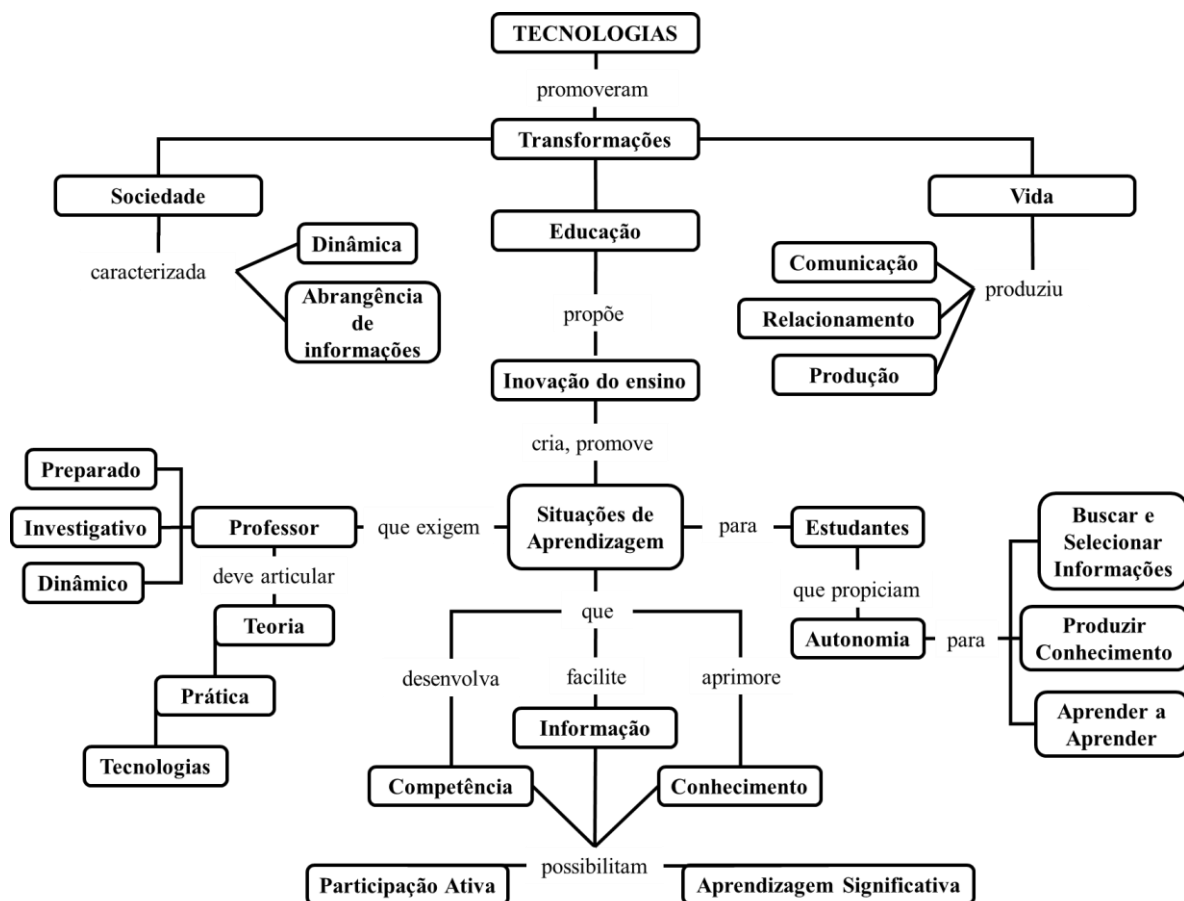 TECNOLOGIAS
promoveram
Transformações
Sociedade
Vida
Educação
caracterizada
Dinâmica
Abrangência
de
informações
Comunicação
Relacionamento
Produção
produziu
propõe
Inovação do ensino
cria, promove
Preparado
Investigativo
Dinâmico
Professor
que exigem
Situações de
Aprendizagem
para
Estudantes
deve articular
Teoria
Prática
Tecnologias
que propiciam
Autonomia
para
Buscar e
Selecionar
Informações
Produzir
Conhecimento
Aprender a
Aprender
que
desenvolva
facilite
aprimore
Informação
Competência
Conhecimento
possibilitam
Participação Ativa
Aprendizagem Significativa